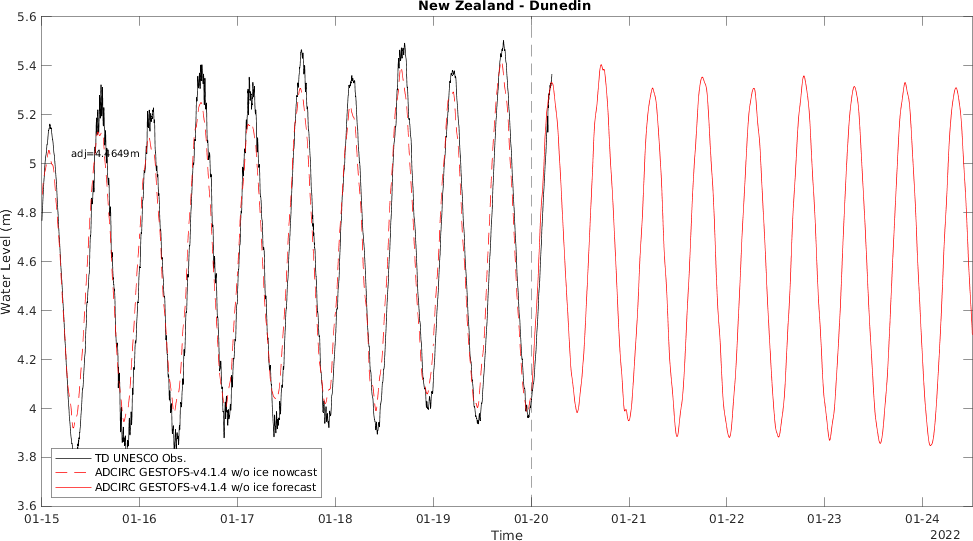 New Zealand - Dunedin
5.6
5.4
5.2
5
4.8
4.6
4.4
4.2
4
3.8
3.6
Water Level (m)
adj=4.4649m
TD UNESCO Obs.
ADCIRC GESTOFS-v4.1.4 w/o ice nowcast
ADCIRC GESTOFS-v4.1.4 w/o ice forecast
01-15 01-16 01-17 01-18 01-19 01-20 01-21 01-22 01-23 01-24
Time
2022